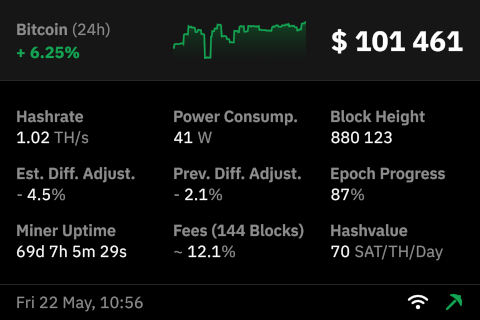 Bitcoin (24h)
+ 6.25%
$ 101 461
Hashrate
1.02 TH/s
Power Consump.
41 W
Block Height
880 123
Est. Diff. Adjust.
- 4.5%
Prev. Diff. Adjust.
- 2.1%
Epoch Progress
87%
Miner Uptime
69d 7h 5m 29s
Fees (144 Blocks)
~ 12.1%
Hashvalue
70 SAT/TH/Day
Fri 22 May, 10:56